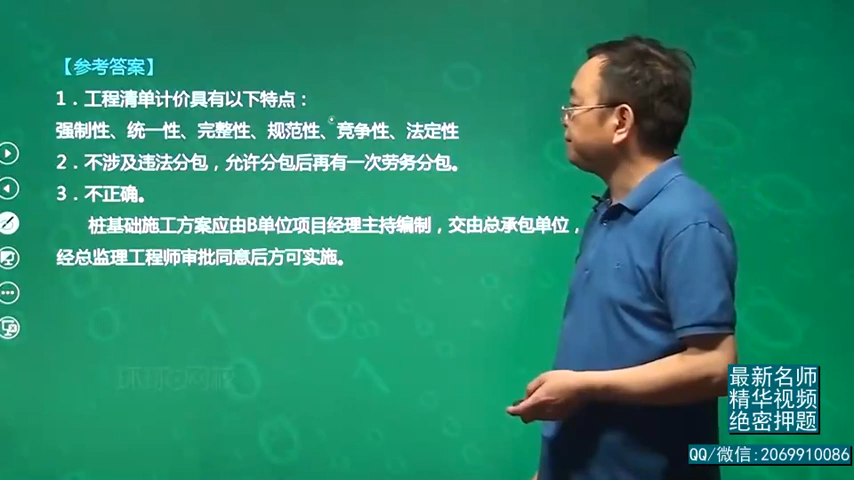 【参考答案】
1．工程清单计价具有以下特点：
强制性、统一性、完整性、规范性、竞争性、法定性
2．不涉及违法分包，允许分包后再有一次劳务分包。
3．不正确。
桩基础施工方案应由B单位项目经理主持编制，交由总承包单位，
经总监理工程师审批同意后方可实施。
环球网校
最新名师
精华视频
绝密押题
QQ/微信:2069910086